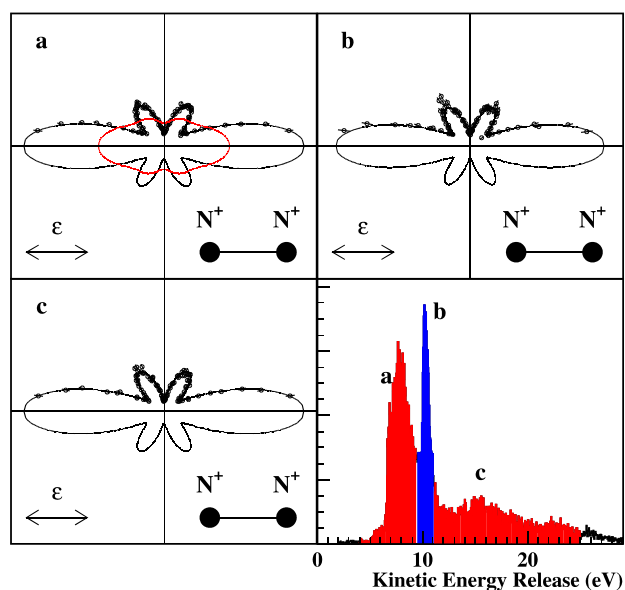 a
b
N⁺ N⁺
ε
N⁺ N⁺
ε
c
N⁺ N⁺
ε
b
a
c
0 10 20
Kinetic Energy Release (eV)